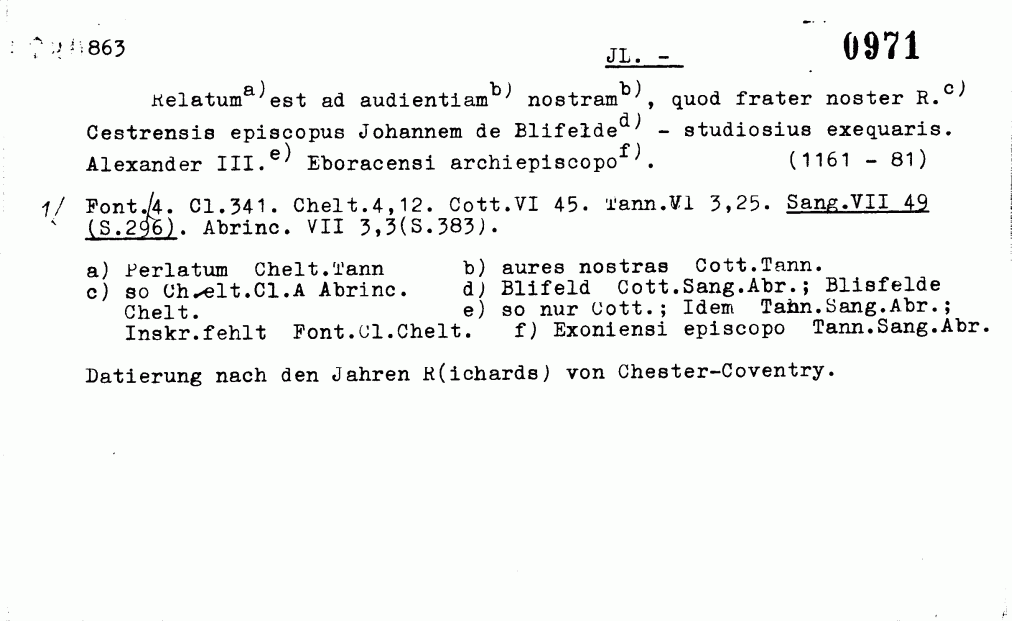 863 JL. - 0971
Relatum a) est ad audientiam b) nostram b), quod frater noster R. c)
Cestrensis episcopus Johannem de Blifelde d) - studiosius exequaris.
Alexander III. e) Eboracensi archiepiscopo f). (1161 - 81)
1/ Font./4. Cl.341. Chelt.4,12. Cott.VI 45. Tann.VI 3,25. Sang.VII 49
(S.296). Abrinc. VII 3,3(S.383).
a) Perlatum Chelt.Tann b) aures nostras Cott.Tann.
c) so Chelt.Cl.A Abrinc. d) Blifeld Cott.Sang.Abr.; Blisfelde
Chelt. e) so nur Cott.; Idem Tann.Sang.Abr.;
Inskr.fehlt Font.Cl.Chelt. f) Exoniensi episcopo Tann.Sang.Abr.
Datierung nach den Jahren R(ichards) von Chester-Coventry.